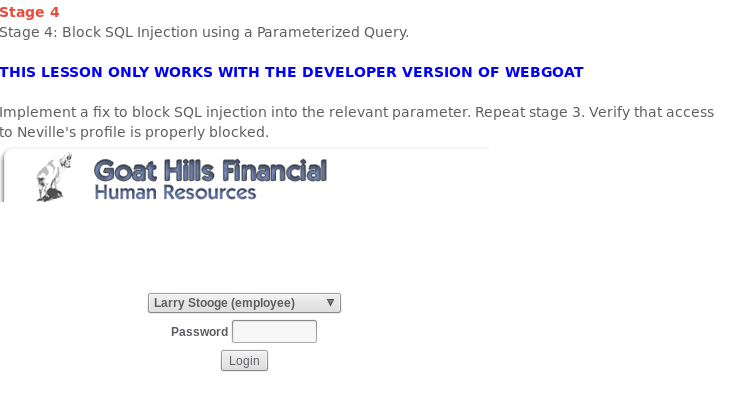 Stage 4
Stage 4: Block SQL Injection using a Parameterized Query.
THIS LESSON ONLY WORKS WITH THE DEVELOPER VERSION OF WEBGOAT
Implement a fix to block SQL injection into the relevant parameter. Repeat stage 3. Verify that access
to Neville's profile is properly blocked.
Goat Hills Financial
Human Resources
Larry Stooge (employee)
Password
Login